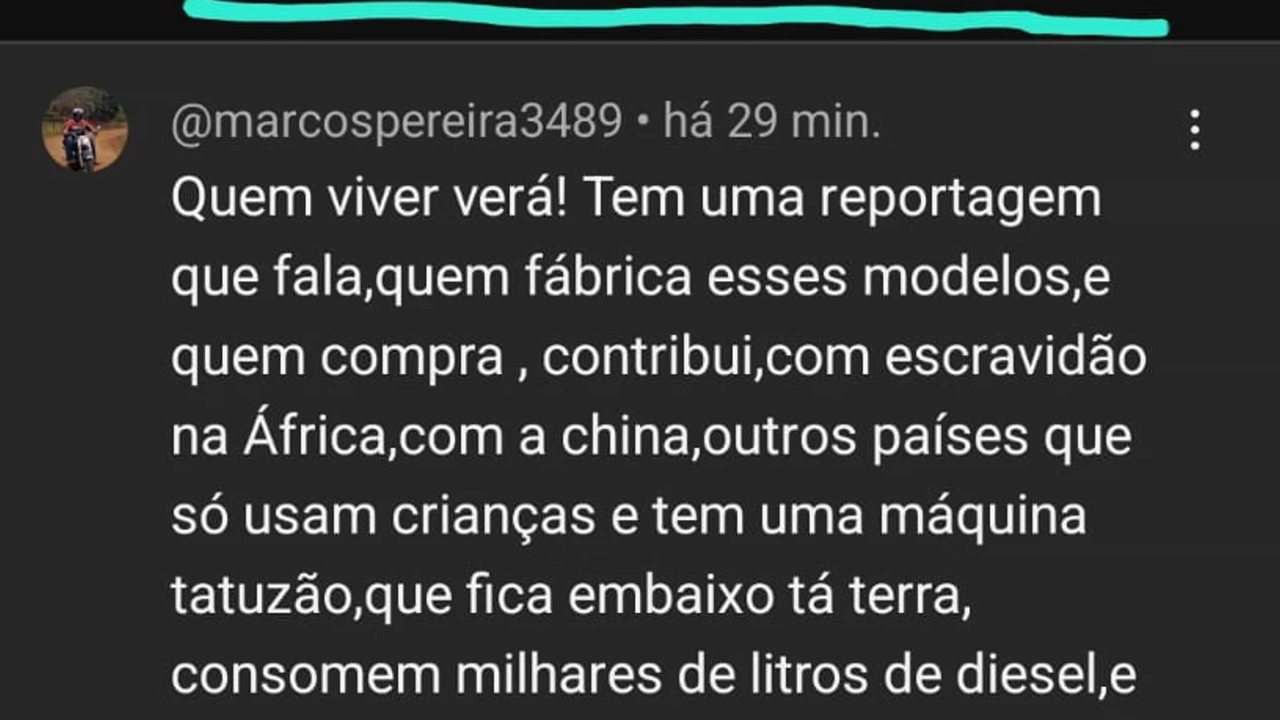 @marcospereira3489 • há 29 min.
Quem viver verá! Tem uma reportagem
que fala,quem fábrica esses modelos,e
quem compra , contribui,com escravidão
na África,com a china,outros países que
só usam crianças e tem uma máquina
tatuzão,que fica embaixo tá terra,
consomem milhares de litros de diesel,e